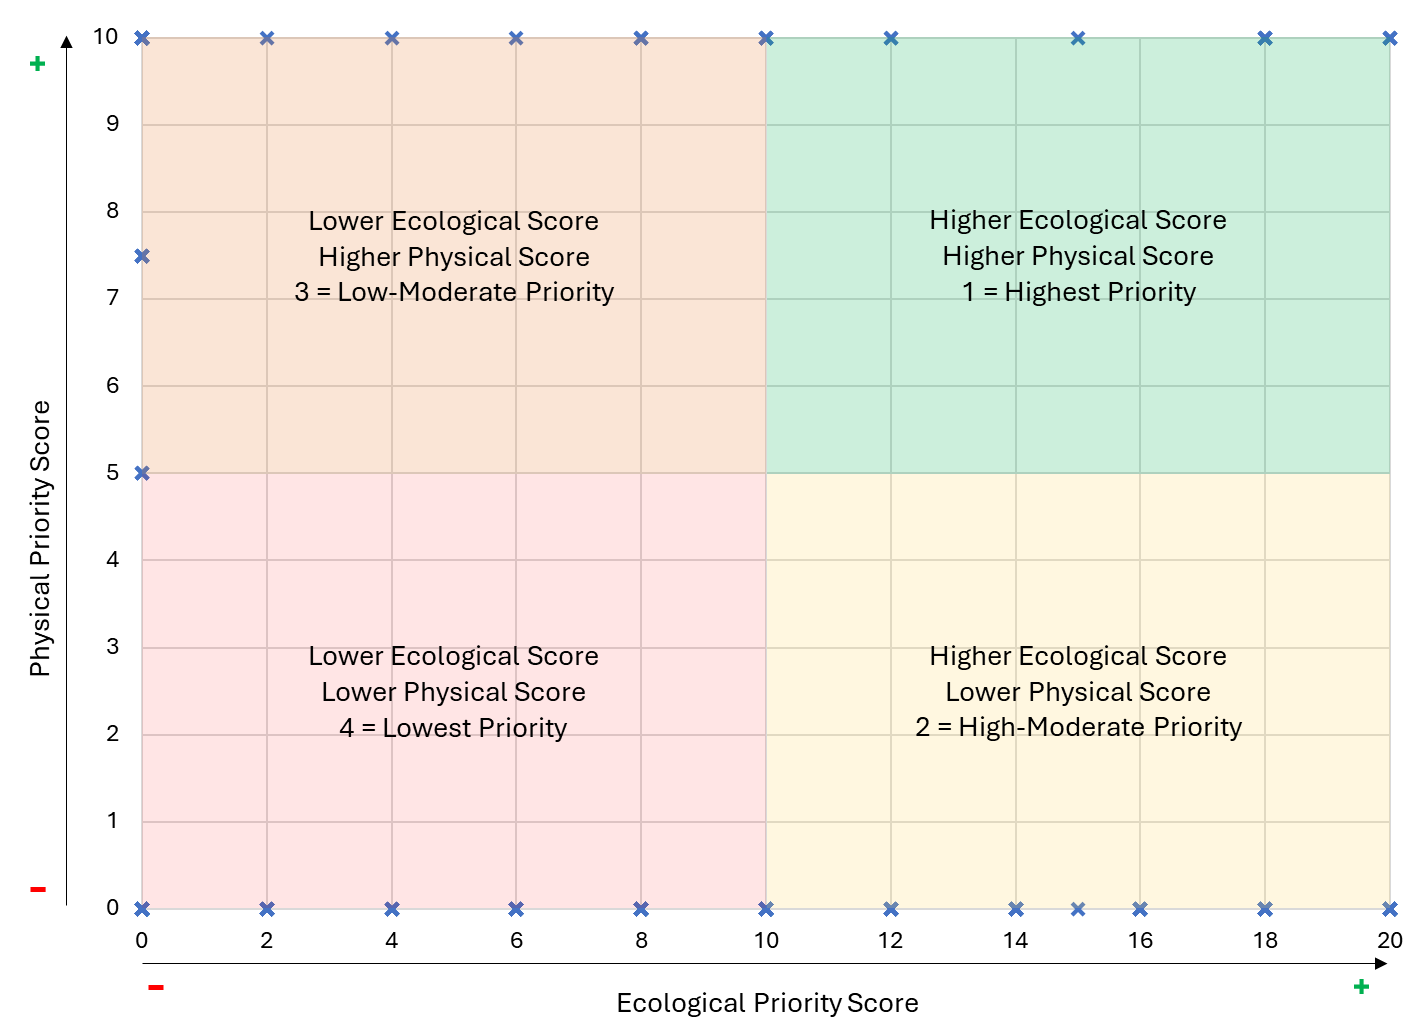 10
9
8
7
6
5
4
3
2
1
0
+
-
Physical Priority Score
Lower Ecological Score
Higher Physical Score
3 = Low-Moderate Priority
Higher Ecological Score
Higher Physical Score
1 = Highest Priority
Lower Ecological Score
Lower Physical Score
4 = Lowest Priority
Higher Ecological Score
Lower Physical Score
2 = High-Moderate Priority
0 2 4 6 8 10 12 14 16 18 20
- +
Ecological Priority Score